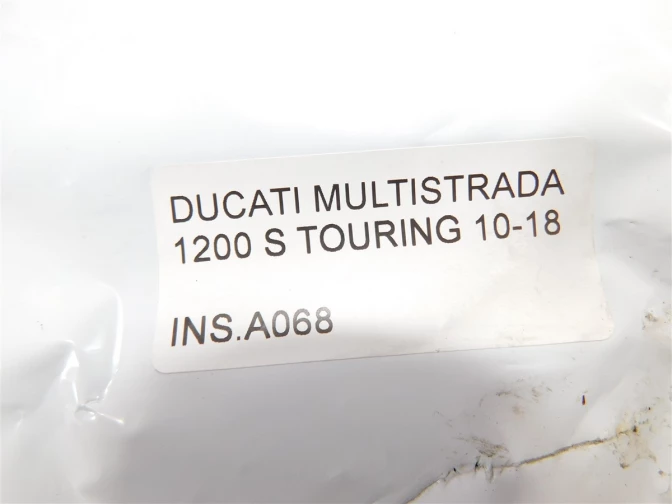 DUCATI MULTISTRADA
1200 S TOURING 10-18
INS.A068